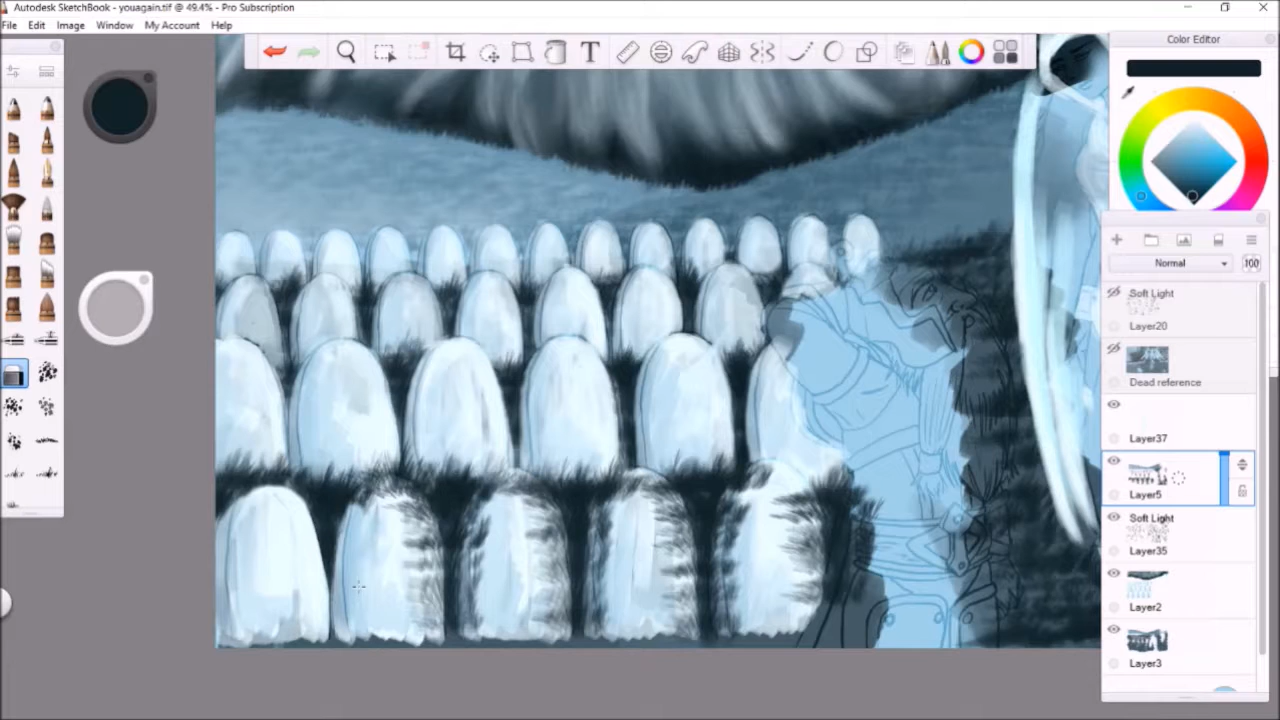 Autodesk SketchBook - youagain.tif @ 49.4% - Pro Subscription
File Edit Image Window My Account Help
T
Color Editor
Normal
100
Soft Light
Layer20
Dead reference
Layer37
Layer5
Soft Light
Layer35
Layer2
Layer3